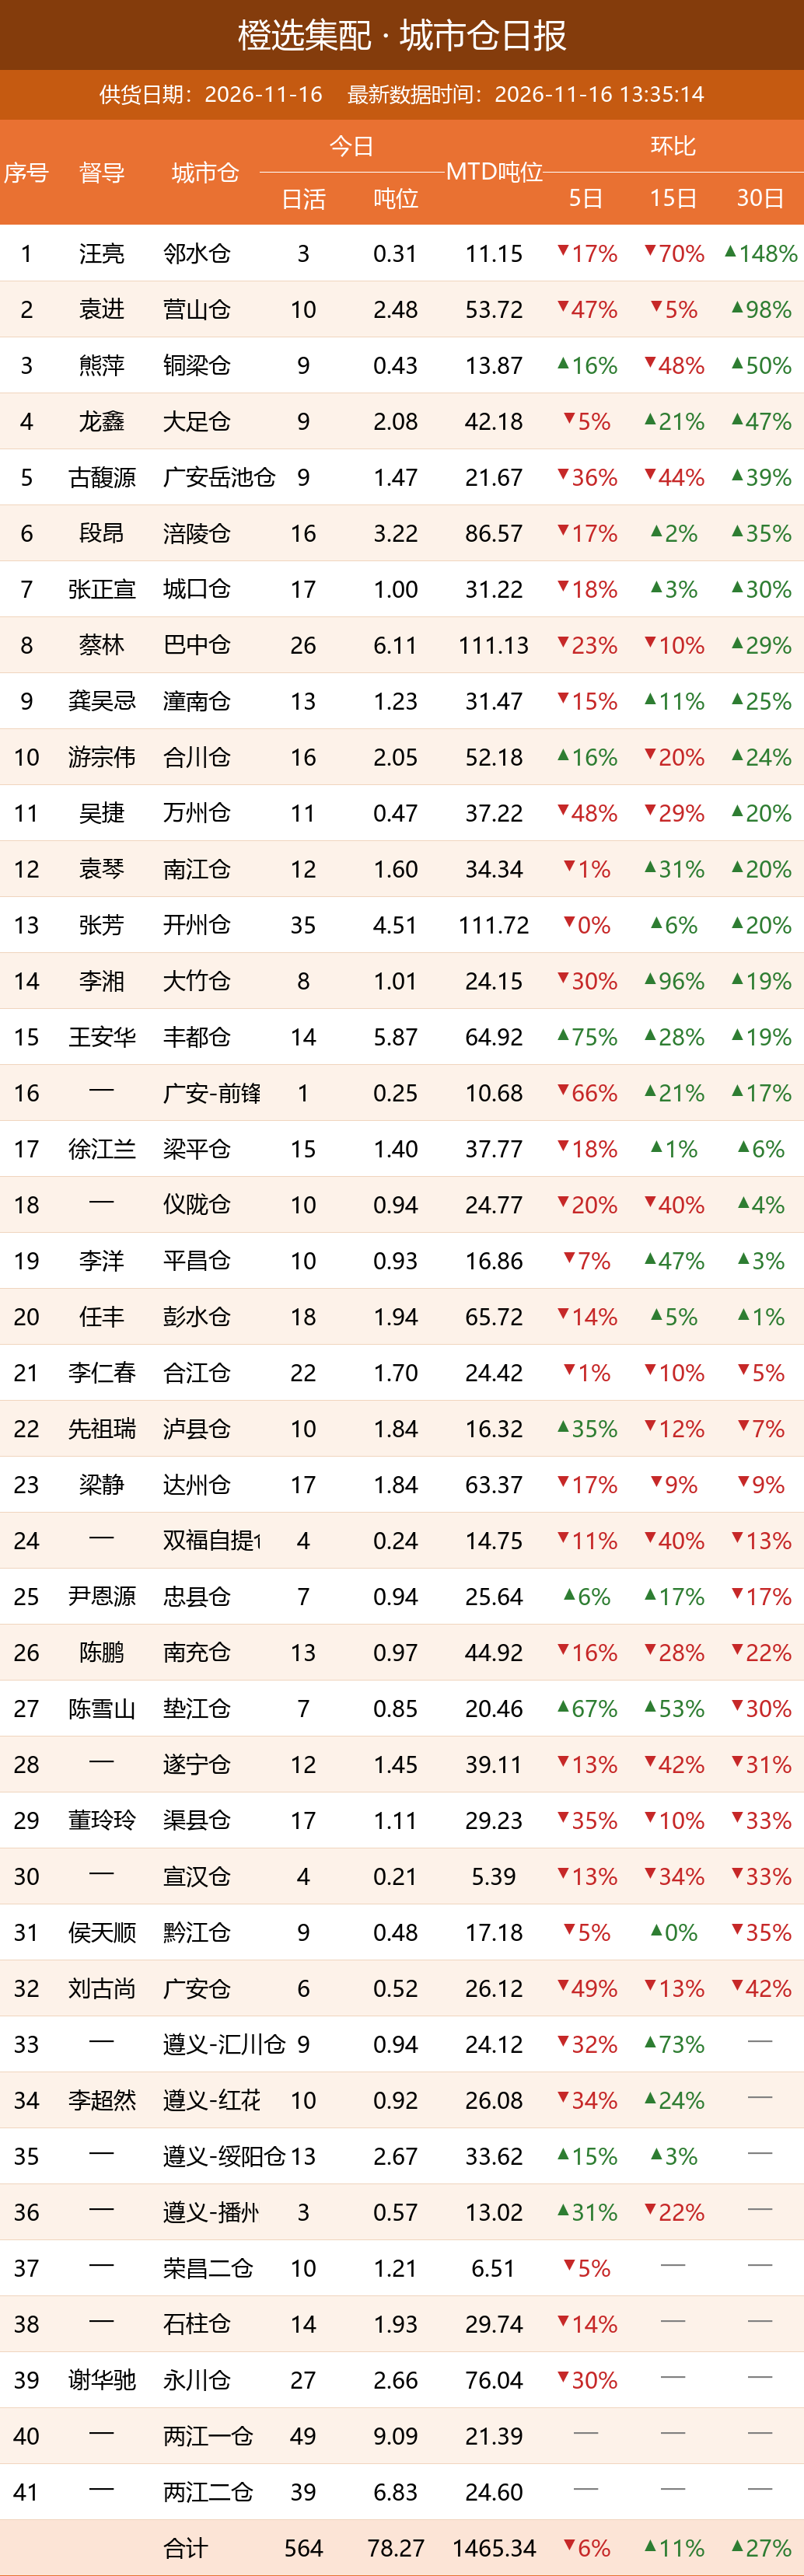 橙选集配 · 城市仓日报
供货日期：2026-11-16 最新数据时间：2026-11-16 13:35:14
序号 督导 城市仓 今日 MTD吨位 环比
日活 吨位 5日 15日 30日
1 汪亮 邻水仓 3 0.31 11.15 ▼17% ▼70% ▲148%
2 袁进 营山仓 10 2.48 53.72 ▼47% ▼5% ▲98%
3 熊萍 铜梁仓 9 0.43 13.87 ▲16% ▼48% ▲50%
4 龙鑫 大足仓 9 2.08 42.18 ▼5% ▲21% ▲47%
5 古馥源 广安岳池仓 9 1.47 21.67 ▼36% ▼44% ▲39%
6 段昂 涪陵仓 16 3.22 86.57 ▼17% ▲2% ▲35%
7 张正宣 城口仓 17 1.00 31.22 ▼18% ▲3% ▲30%
8 蔡林 巴中仓 26 6.11 111.13 ▼23% ▼10% ▲29%
9 龚吴忌 潼南仓 13 1.23 31.47 ▼15% ▲11% ▲25%
10 游宗伟 合川仓 16 2.05 52.18 ▲16% ▼20% ▲24%
11 吴捷 万州仓 11 0.47 37.22 ▼48% ▼29% ▲20%
12 袁琴 南江仓 12 1.60 34.34 ▼1% ▲31% ▲20%
13 张芳 开州仓 35 4.51 111.72 ▼0% ▲6% ▲20%
14 李湘 大竹仓 8 1.01 24.15 ▼30% ▲96% ▲19%
15 王安华 丰都仓 14 5.87 64.92 ▲75% ▲28% ▲19%
16 — 广安-前锋 1 0.25 10.68 ▼66% ▲21% ▲17%
17 徐江兰 梁平仓 15 1.40 37.77 ▼18% ▲1% ▲6%
18 — 仪陇仓 10 0.94 24.77 ▼20% ▼40% ▲4%
19 李洋 平昌仓 10 0.93 16.86 ▼7% ▲47% ▲3%
20 任丰 彭水仓 18 1.94 65.72 ▼14% ▲5% ▲1%
21 李仁春 合江仓 22 1.70 24.42 ▼1% ▼10% ▼5%
22 先祖瑞 泸县仓 10 1.84 16.32 ▲35% ▼12% ▼7%
23 梁静 达州仓 17 1.84 63.37 ▼17% ▼9% ▼9%
24 — 双福自提 4 0.24 14.75 ▼11% ▼40% ▼13%
25 尹恩源 忠县仓 7 0.94 25.64 ▲6% ▲17% ▼17%
26 陈鹏 南充仓 13 0.97 44.92 ▼16% ▼28% ▼22%
27 陈雪山 垫江仓 7 0.85 20.46 ▲67% ▲53% ▼30%
28 — 遂宁仓 12 1.45 39.11 ▼13% ▼42% ▼31%
29 董玲玲 渠县仓 17 1.11 29.23 ▼35% ▼10% ▼33%
30 — 宣汉仓 4 0.21 5.39 ▼13% ▼34% ▼33%
31 侯天顺 黔江仓 9 0.48 17.18 ▼5% ▲0% ▼35%
32 刘古尚 广安仓 6 0.52 26.12 ▼49% ▼13% ▼42%
33 — 遵义-汇川仓 9 0.94 24.12 ▼32% ▲73% —
34 李超然 遵义-红花 10 0.92 26.08 ▼34% ▲24% —
35 — 遵义-绥阳仓 13 2.67 33.62 ▲15% ▲3% —
36 — 遵义-播州 3 0.57 13.02 ▲31% ▼22% —
37 — 荣昌二仓 10 1.21 6.51 ▼5% — —
38 — 石柱仓 14 1.93 29.74 ▼14% — —
39 谢华驰 永川仓 27 2.66 76.04 ▼30% — —
40 — 两江一仓 49 9.09 21.39 — — —
41 — 两江二仓 39 6.83 24.60 — — —
合计 564 78.27 1465.34 ▼6% ▲11% ▲27%